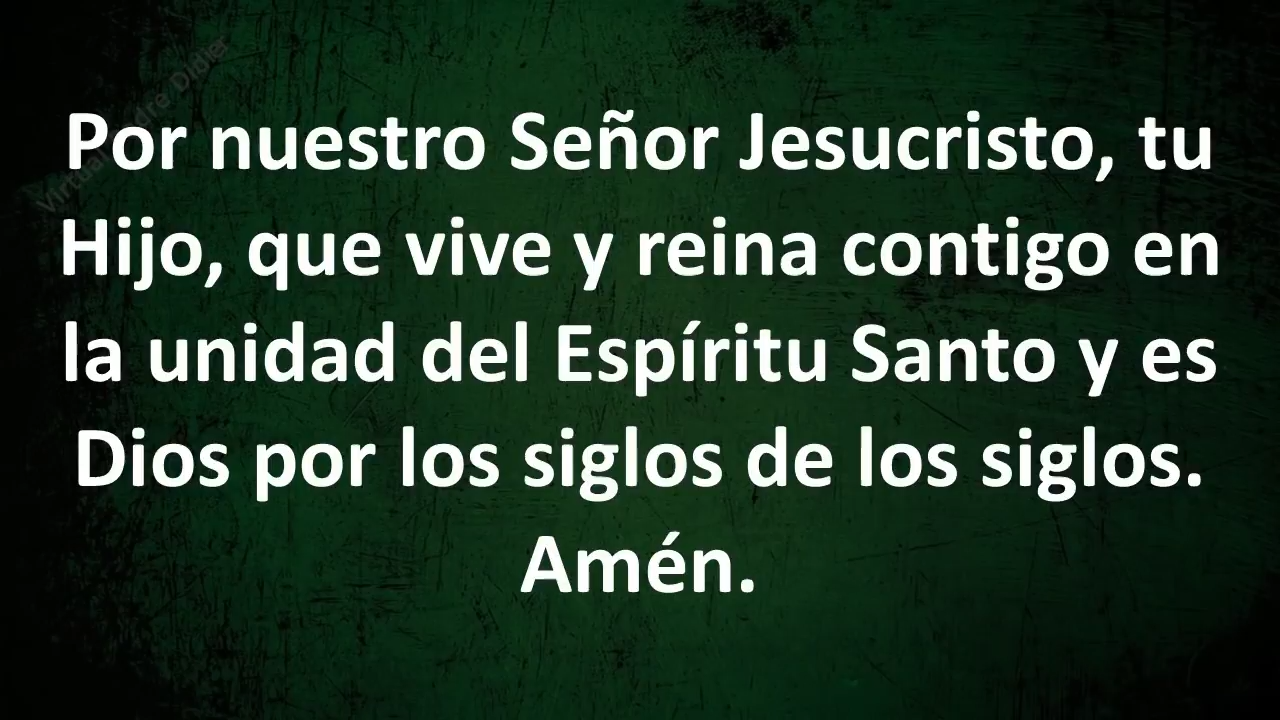 Por nuestro Señor Jesucristo, tu
Hijo, que vive y reina contigo en
la unidad del Espíritu Santo y es
Dios por los siglos de los siglos.
Amén.